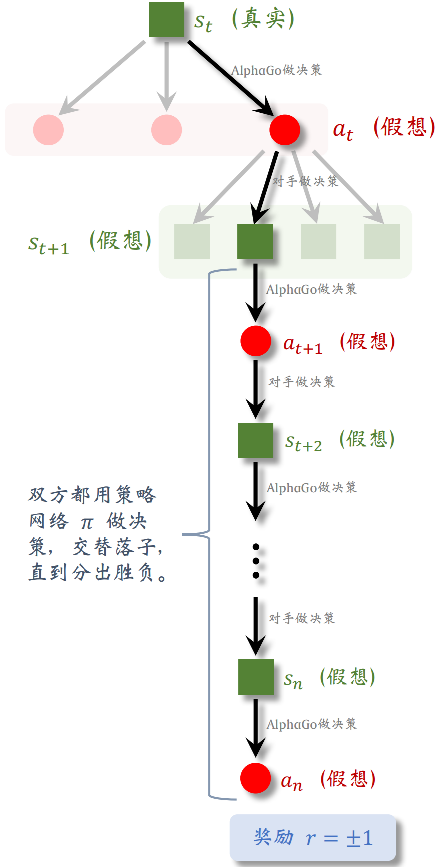 s_t (真实)
AlphaGo做决策
a_t (假想)
对手做决策
s_{t+1} (假想)
AlphaGo做决策
a_{t+1} (假想)
对手做决策
s_{t+2} (假想)
AlphaGo做决策
双方都用策略
网络 π 做决
策，交替落子，
直到分出胜负。
对手做决策
s_n (假想)
AlphaGo做决策
a_n (假想)
奖励 r = ±1